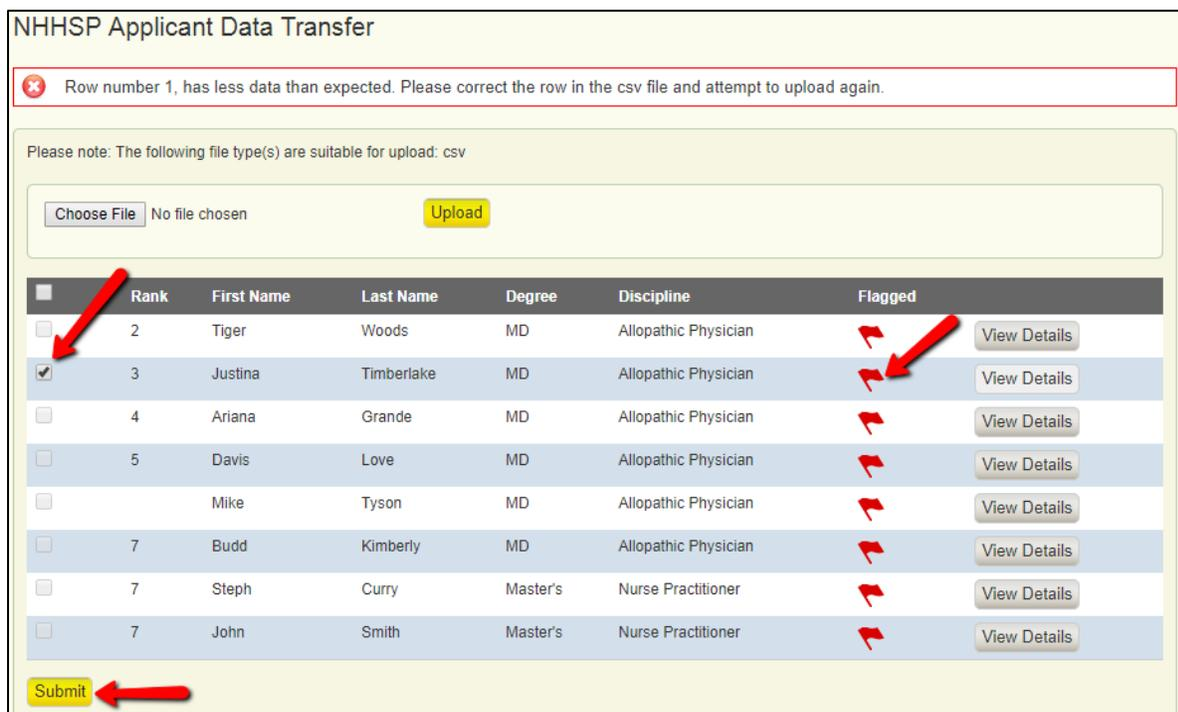 NHHSP Applicant Data Transfer
Row number 1, has less data than expected. Please correct the row in the csv file and attempt to upload again.
Please note: The following file type(s) are suitable for upload: csv
Choose File No file chosen Upload
Rank First Name Last Name Degree Discipline Flagged
2 Tiger Woods MD Allopathic Physician View Details
3 Justina Timberlake MD Allopathic Physician View Details
4 Ariana Grande MD Allopathic Physician View Details
5 Davis Love MD Allopathic Physician View Details
Mike Tyson MD Allopathic Physician View Details
7 Budd Kimberly MD Allopathic Physician View Details
7 Steph Curry Master's Nurse Practitioner View Details
7 John Smith Master's Nurse Practitioner View Details
Submit